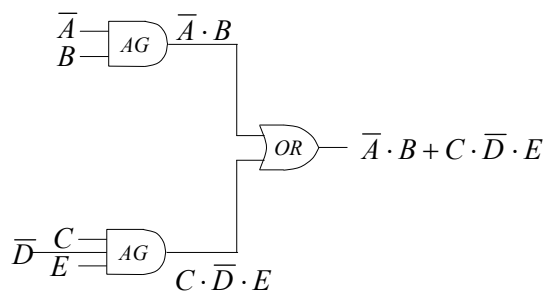 A̅
B
AG
A̅ · B
OR
A̅ · B + C · D̅ · E
D̅
C
E
AG
C · D̅ · E